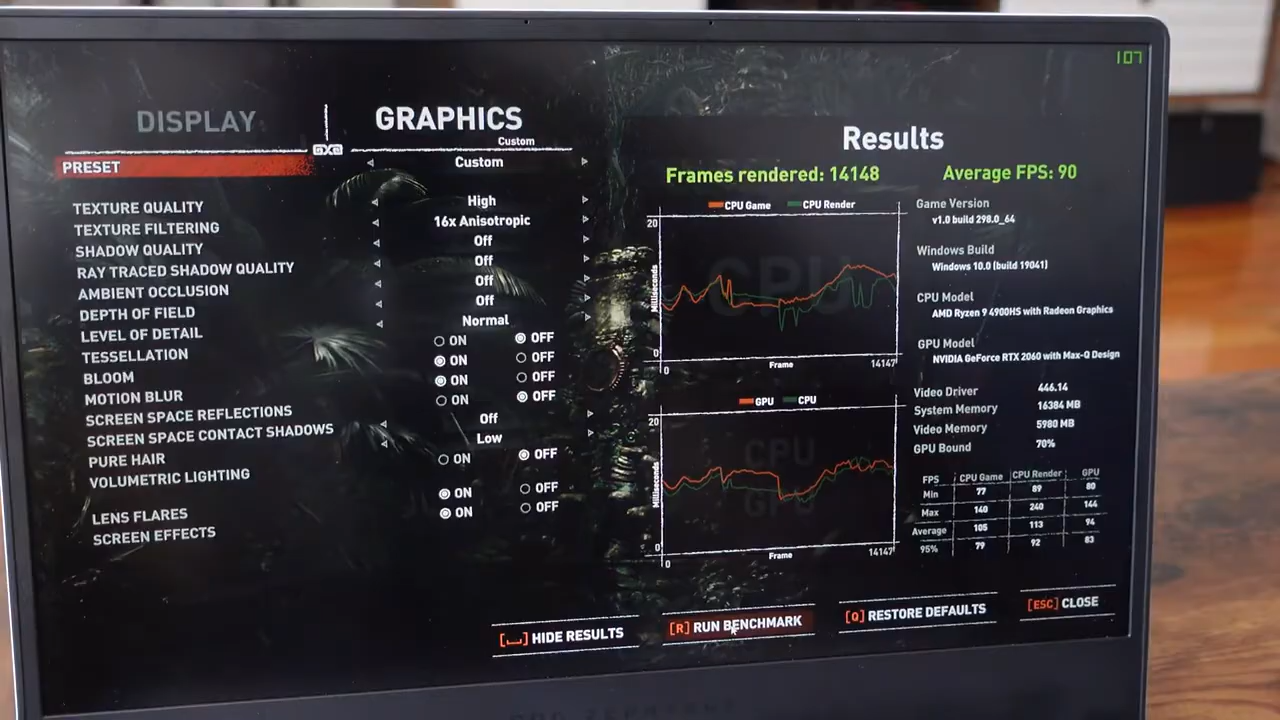 107
DISPLAY
GRAPHICS
Custom
PRESET
Custom
TEXTURE QUALITY
High
TEXTURE FILTERING
16x Anisotropic
SHADOW QUALITY
Off
RAY TRACED SHADOW QUALITY
Off
AMBIENT OCCLUSION
Off
DEPTH OF FIELD
Off
LEVEL OF DETAIL
Normal
TESSELLATION
ON OFF
BLOOM
ON OFF
MOTION BLUR
ON OFF
SCREEN SPACE REFLECTIONS
ON OFF
SCREEN SPACE CONTACT SHADOWS
Off
PURE HAIR
Low
VOLUMETRIC LIGHTING
ON OFF
LENS FLARES
ON OFF
SCREEN EFFECTS
ON OFF
Results
Frames rendered: 14148
Average FPS: 90
CPU Game CPU Render
20
Milliseconds
CPU
0
0 Frame 14147
GPU CPU
20
Milliseconds
CPU
GPU
0
0 Frame 14147
Game Version
v1.0 build 298.0_64
Windows Build
Windows 10.0 (build 19041)
CPU Model
AMD Ryzen 9 4900HS with Radeon Graphics
GPU Model
NVIDIA GeForce RTX 2060 with Max-Q Design
Video Driver 446.14
System Memory 16384 MB
Video Memory 5980 MB
GPU Bound 70%
FPS CPU Game CPU Render GPU
Min 77 89 80
Max 140 240 144
Average 105 113 94
95% 79 92 83
[ ] HIDE RESULTS
[R] RUN BENCHMARK
[Q] RESTORE DEFAULTS
[ESC] CLOSE